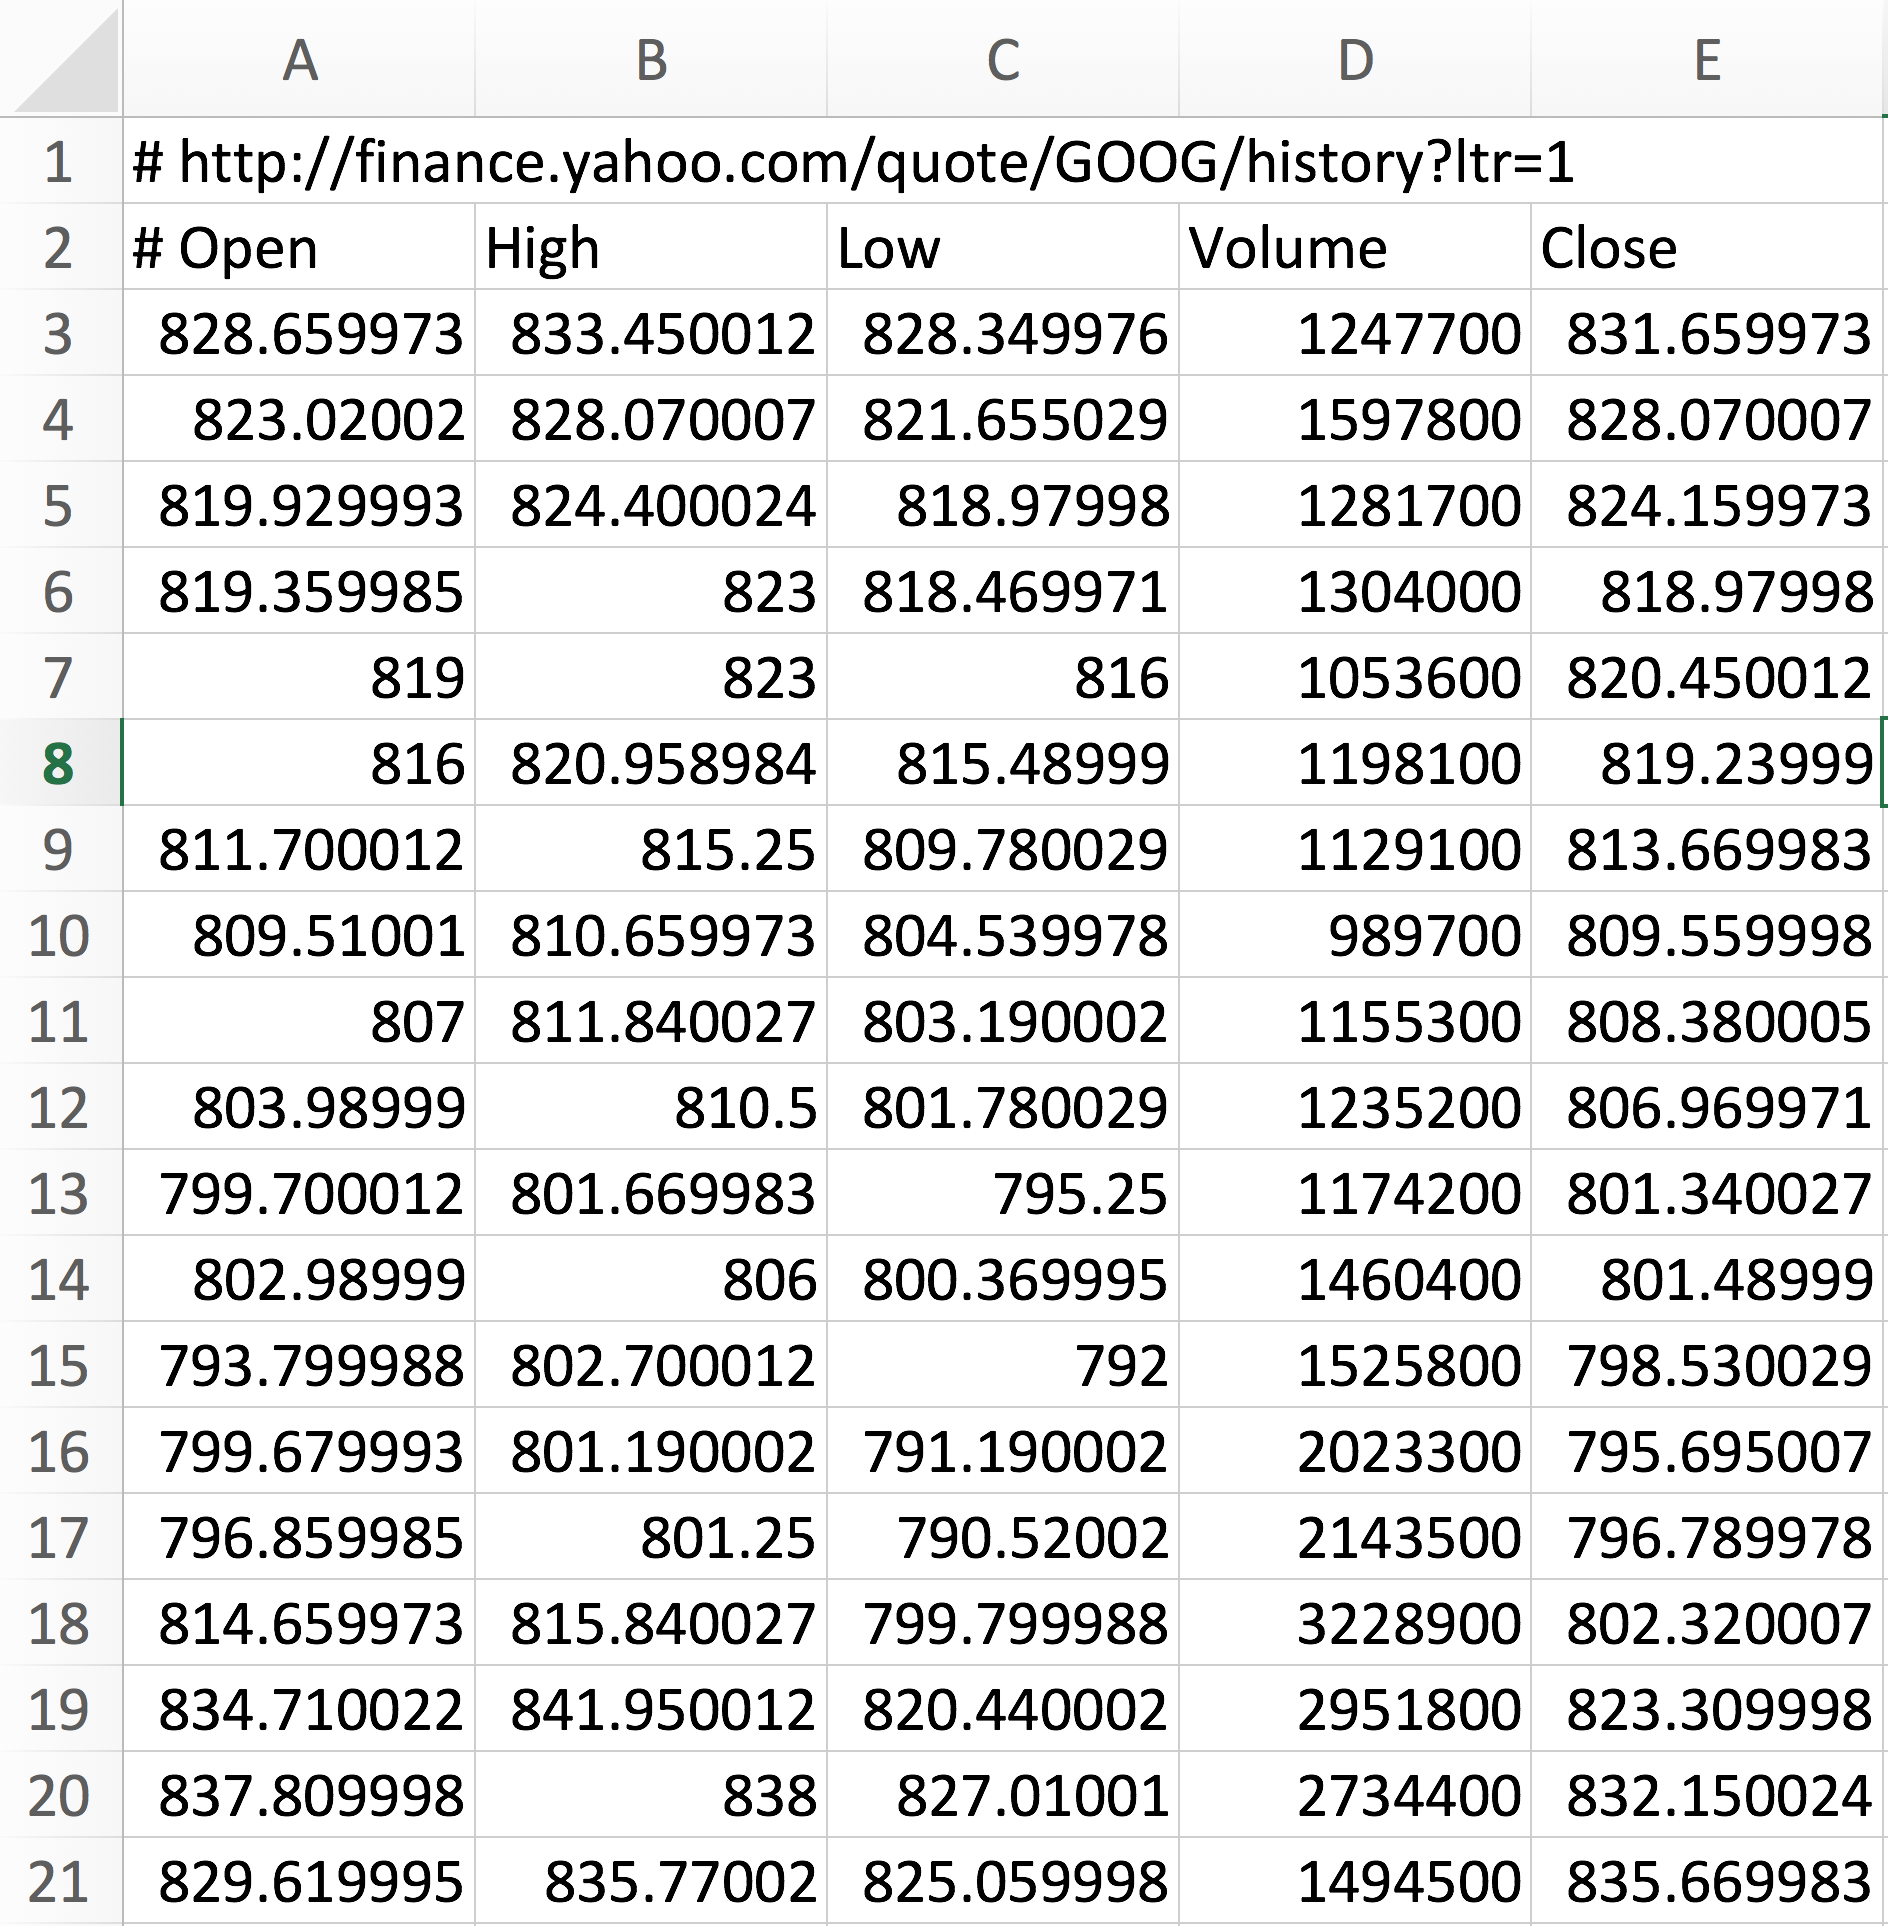 A B C D E
1 # http://finance.yahoo.com/quote/GOOG/history?ltr=1
2 # Open High Low Volume Close
3 828.659973 833.450012 828.349976 1247700 831.659973
4 823.02002 828.070007 821.655029 1597800 828.070007
5 819.929993 824.400024 818.97998 1281700 824.159973
6 819.359985 823 818.469971 1304000 818.97998
7 819 823 816 1053600 820.450012
8 816 820.958984 815.48999 1198100 819.23999
9 811.700012 815.25 809.780029 1129100 813.669983
10 809.51001 810.659973 804.539978 989700 809.559998
11 807 811.840027 803.190002 1155300 808.380005
12 803.98999 810.5 801.780029 1235200 806.969971
13 799.700012 801.669983 795.25 1174200 801.340027
14 802.98999 806 800.369995 1460400 801.48999
15 793.799988 802.700012 792 1525800 798.530029
16 799.679993 801.190002 791.190002 2023300 795.695007
17 796.859985 801.25 790.52002 2143500 796.789978
18 814.659973 815.840027 799.799988 3228900 802.320007
19 834.710022 841.950012 820.440002 2951800 823.309998
20 837.809998 838 827.01001 2734400 832.150024
21 829.619995 835.77002 825.059998 1494500 835.669983